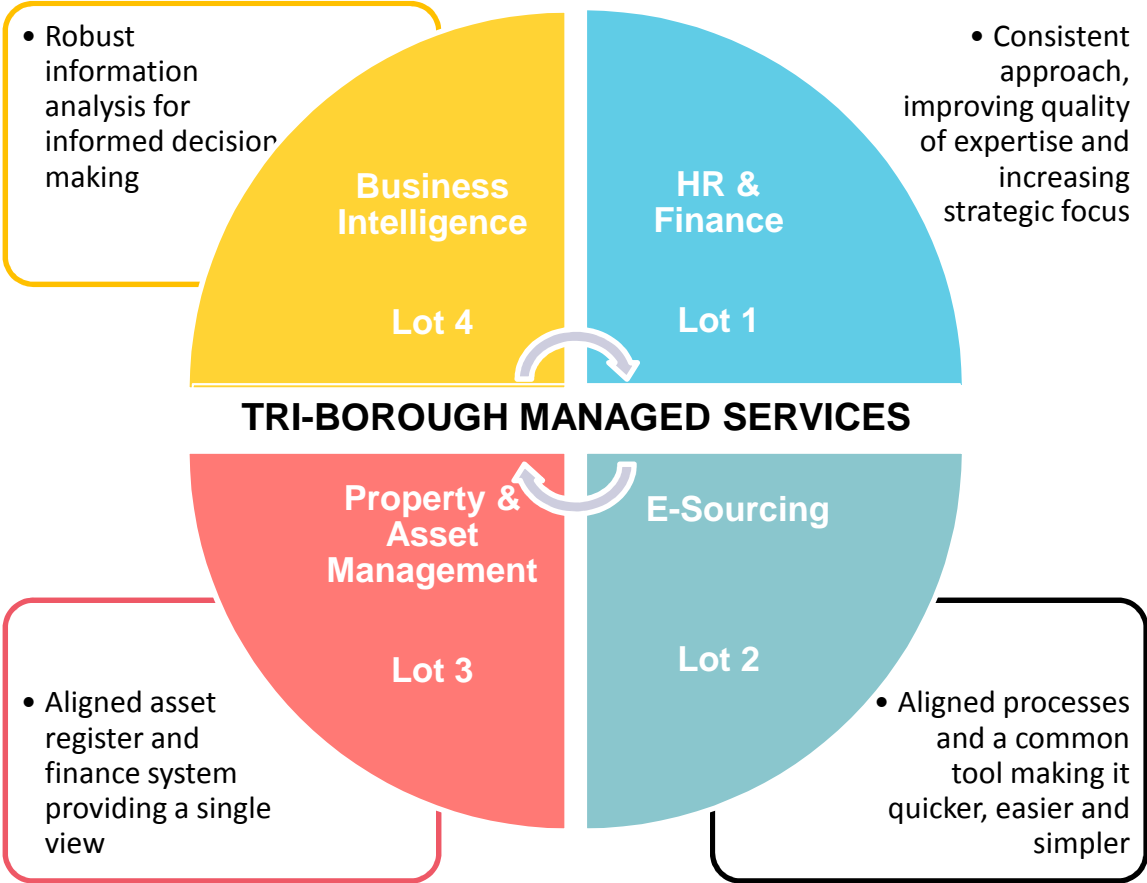 • Robust
information
analysis for
informed decision
making
• Consistent
approach,
improving quality
of expertise and
increasing
strategic focus
Business
Intelligence
Lot 4
HR &
Finance
Lot 1
TRI-BOROUGH MANAGED SERVICES
Property &
Asset
Management
Lot 3
E-Sourcing
Lot 2
• Aligned asset
register and
finance system
providing a single
view
• Aligned processes
and a common
tool making it
quicker, easier and
simpler